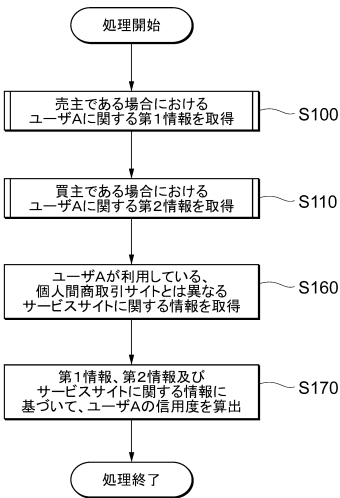 処理開始
売主である場合における
ユーザAに関する第1情報を取得
S100
買主である場合における
ユーザAに関する第2情報を取得
S110
ユーザAが利用している、
個人間商取引サイトとは異なる
サービスサイトに関する情報を取得
S160
第1情報、第2情報及び
サービスサイトに関する情報に
基づいて、ユーザAの信用度を算出
S170
処理終了